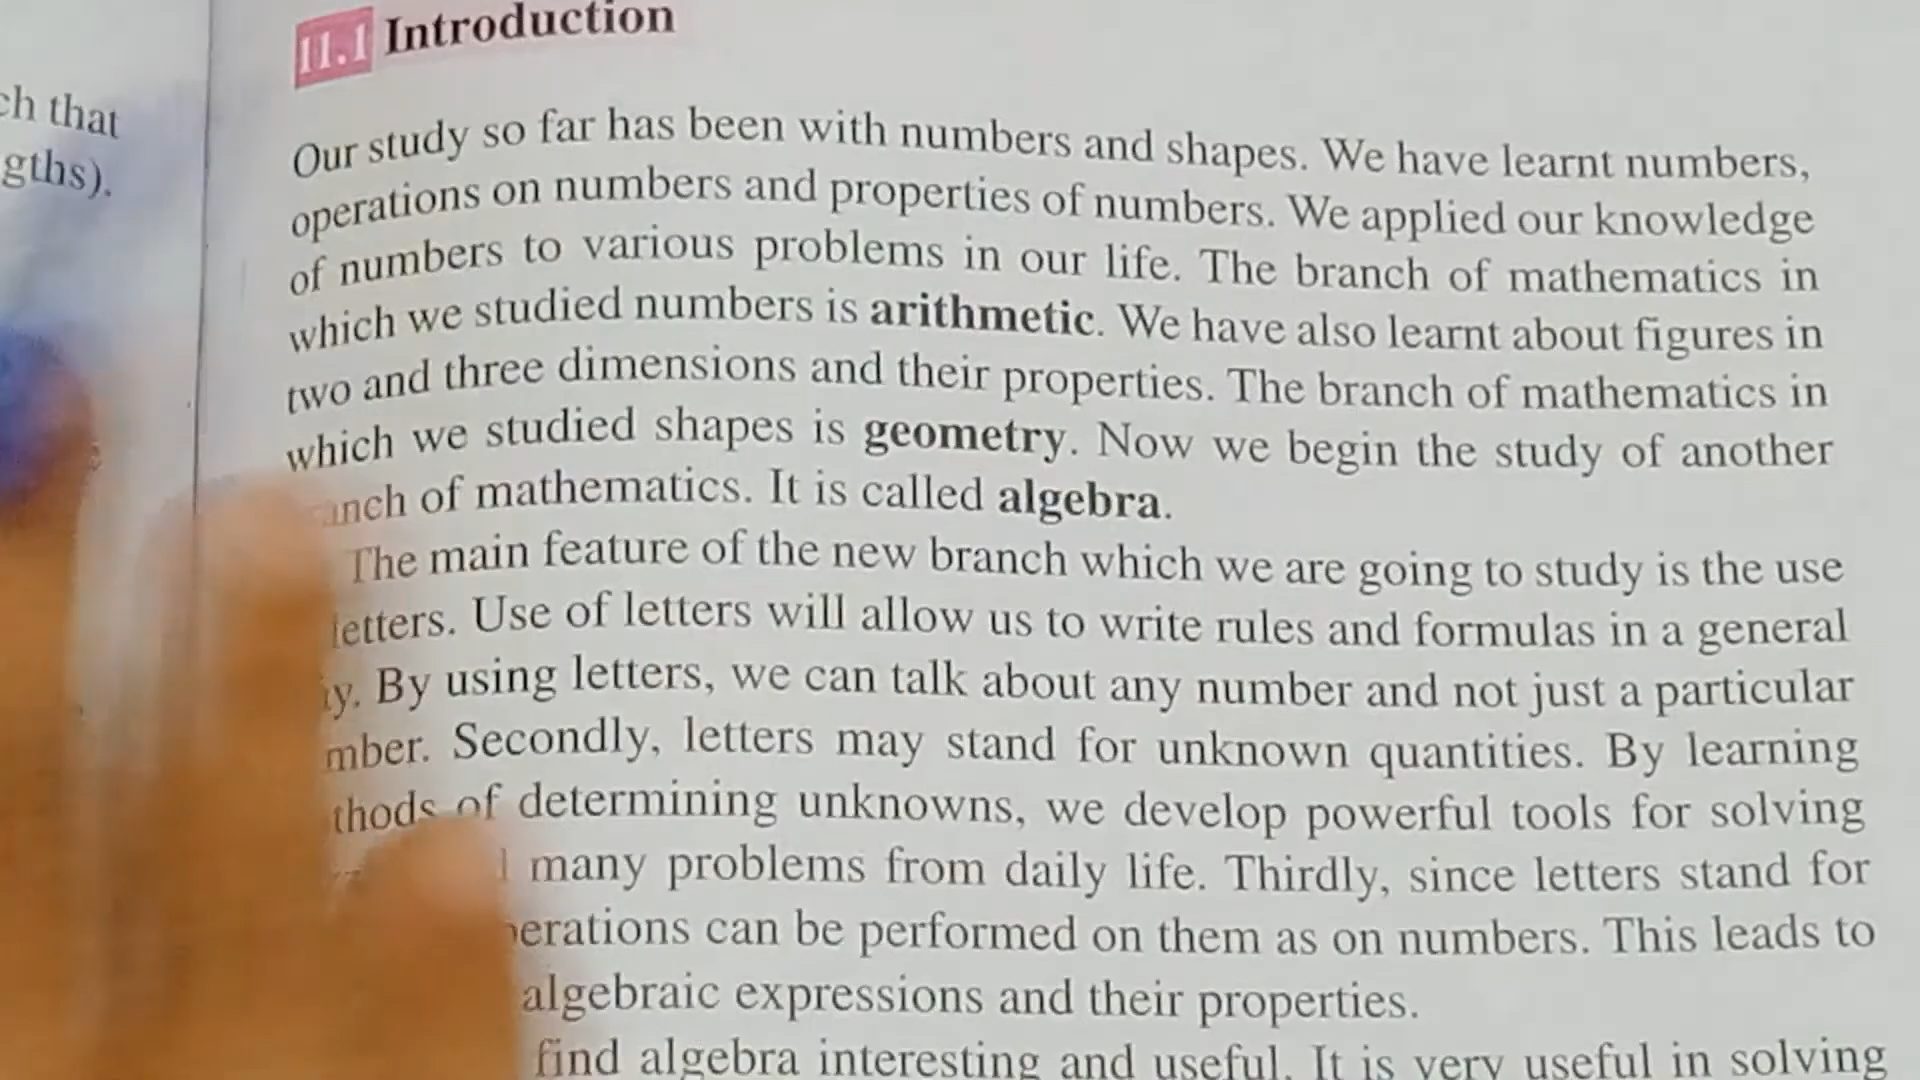 ch that
gths).
11.1 Introduction
Our study so far has been with numbers and shapes. We have learnt numbers,
operations on numbers and properties of numbers. We applied our knowledge
of numbers to various problems in our life. The branch of mathematics in
which we studied numbers is arithmetic. We have also learnt about figures in
two and three dimensions and their properties. The branch of mathematics in
which we studied shapes is geometry. Now we begin the study of another
anch of mathematics. It is called algebra.
The main feature of the new branch which we are going to study is the use
letters. Use of letters will allow us to write rules and formulas in a general
y. By using letters, we can talk about any number and not just a particular
mber. Secondly, letters may stand for unknown quantities. By learning
thods of determining unknowns, we develop powerful tools for solving
many problems from daily life. Thirdly, since letters stand for
erations can be performed on them as on numbers. This leads to
algebraic expressions and their properties.
find algebra interesting and useful. It is very useful in solving